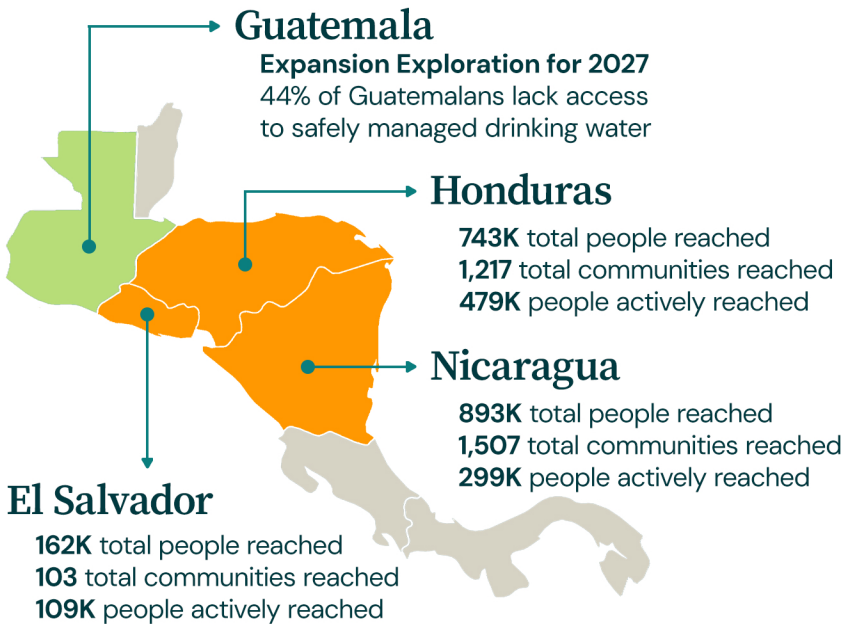 Guatemala
Expansion Exploration for 2027
44% of Guatemalans lack access
to safely managed drinking water
Honduras
743K total people reached
1,217 total communities reached
479K people actively reached
Nicaragua
893K total people reached
1,507 total communities reached
299K people actively reached
El Salvador
162K total people reached
103 total communities reached
109K people actively reached